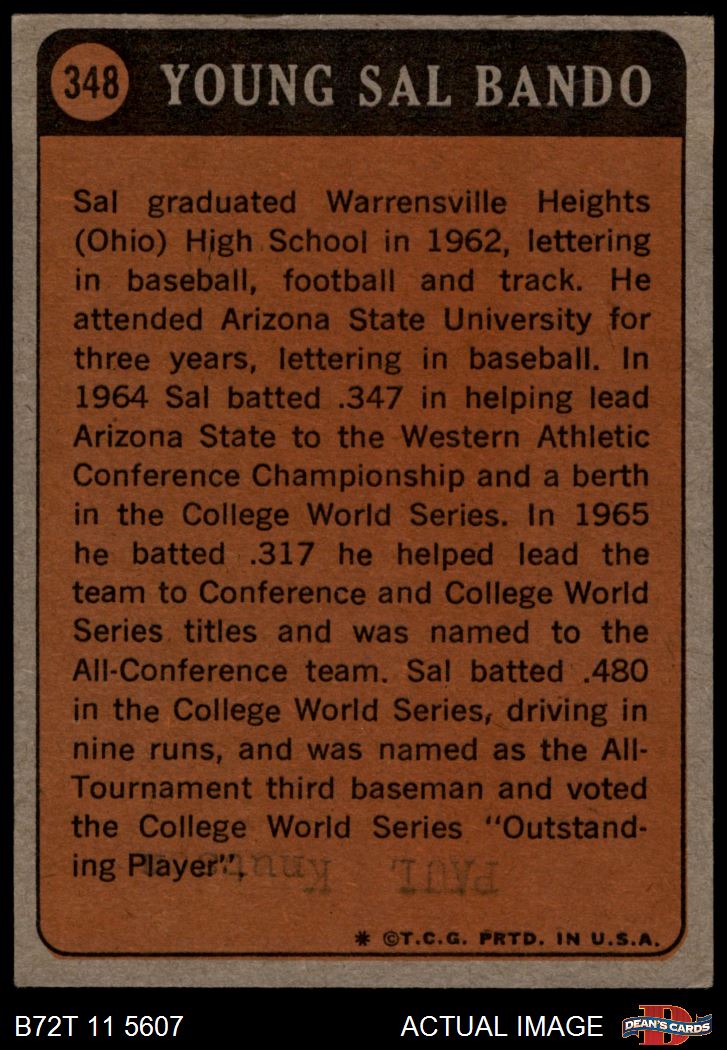 348 YOUNG SAL BANDO
Sal graduated Warrensville Heights
(Ohio) High School in 1962, lettering
in baseball, football and track. He
attended Arizona State University for
three years, lettering in baseball. In
1964 Sal batted .347 in helping lead
Arizona State to the Western Athletic
Conference Championship and a berth
in the College World Series. In 1965
he batted .317 he helped lead the
team to Conference and College World
Series titles and was named to the
All-Conference team. Sal batted .480
in the College World Series, driving in
nine runs, and was named as the All-
Tournament third baseman and voted
the College World Series "Outstand-
ing Player".
PAUL
* ©T.C.G. PRTD. IN U.S.A.
B72T 11 5607 ACTUAL IMAGE DEAN'S CARDS